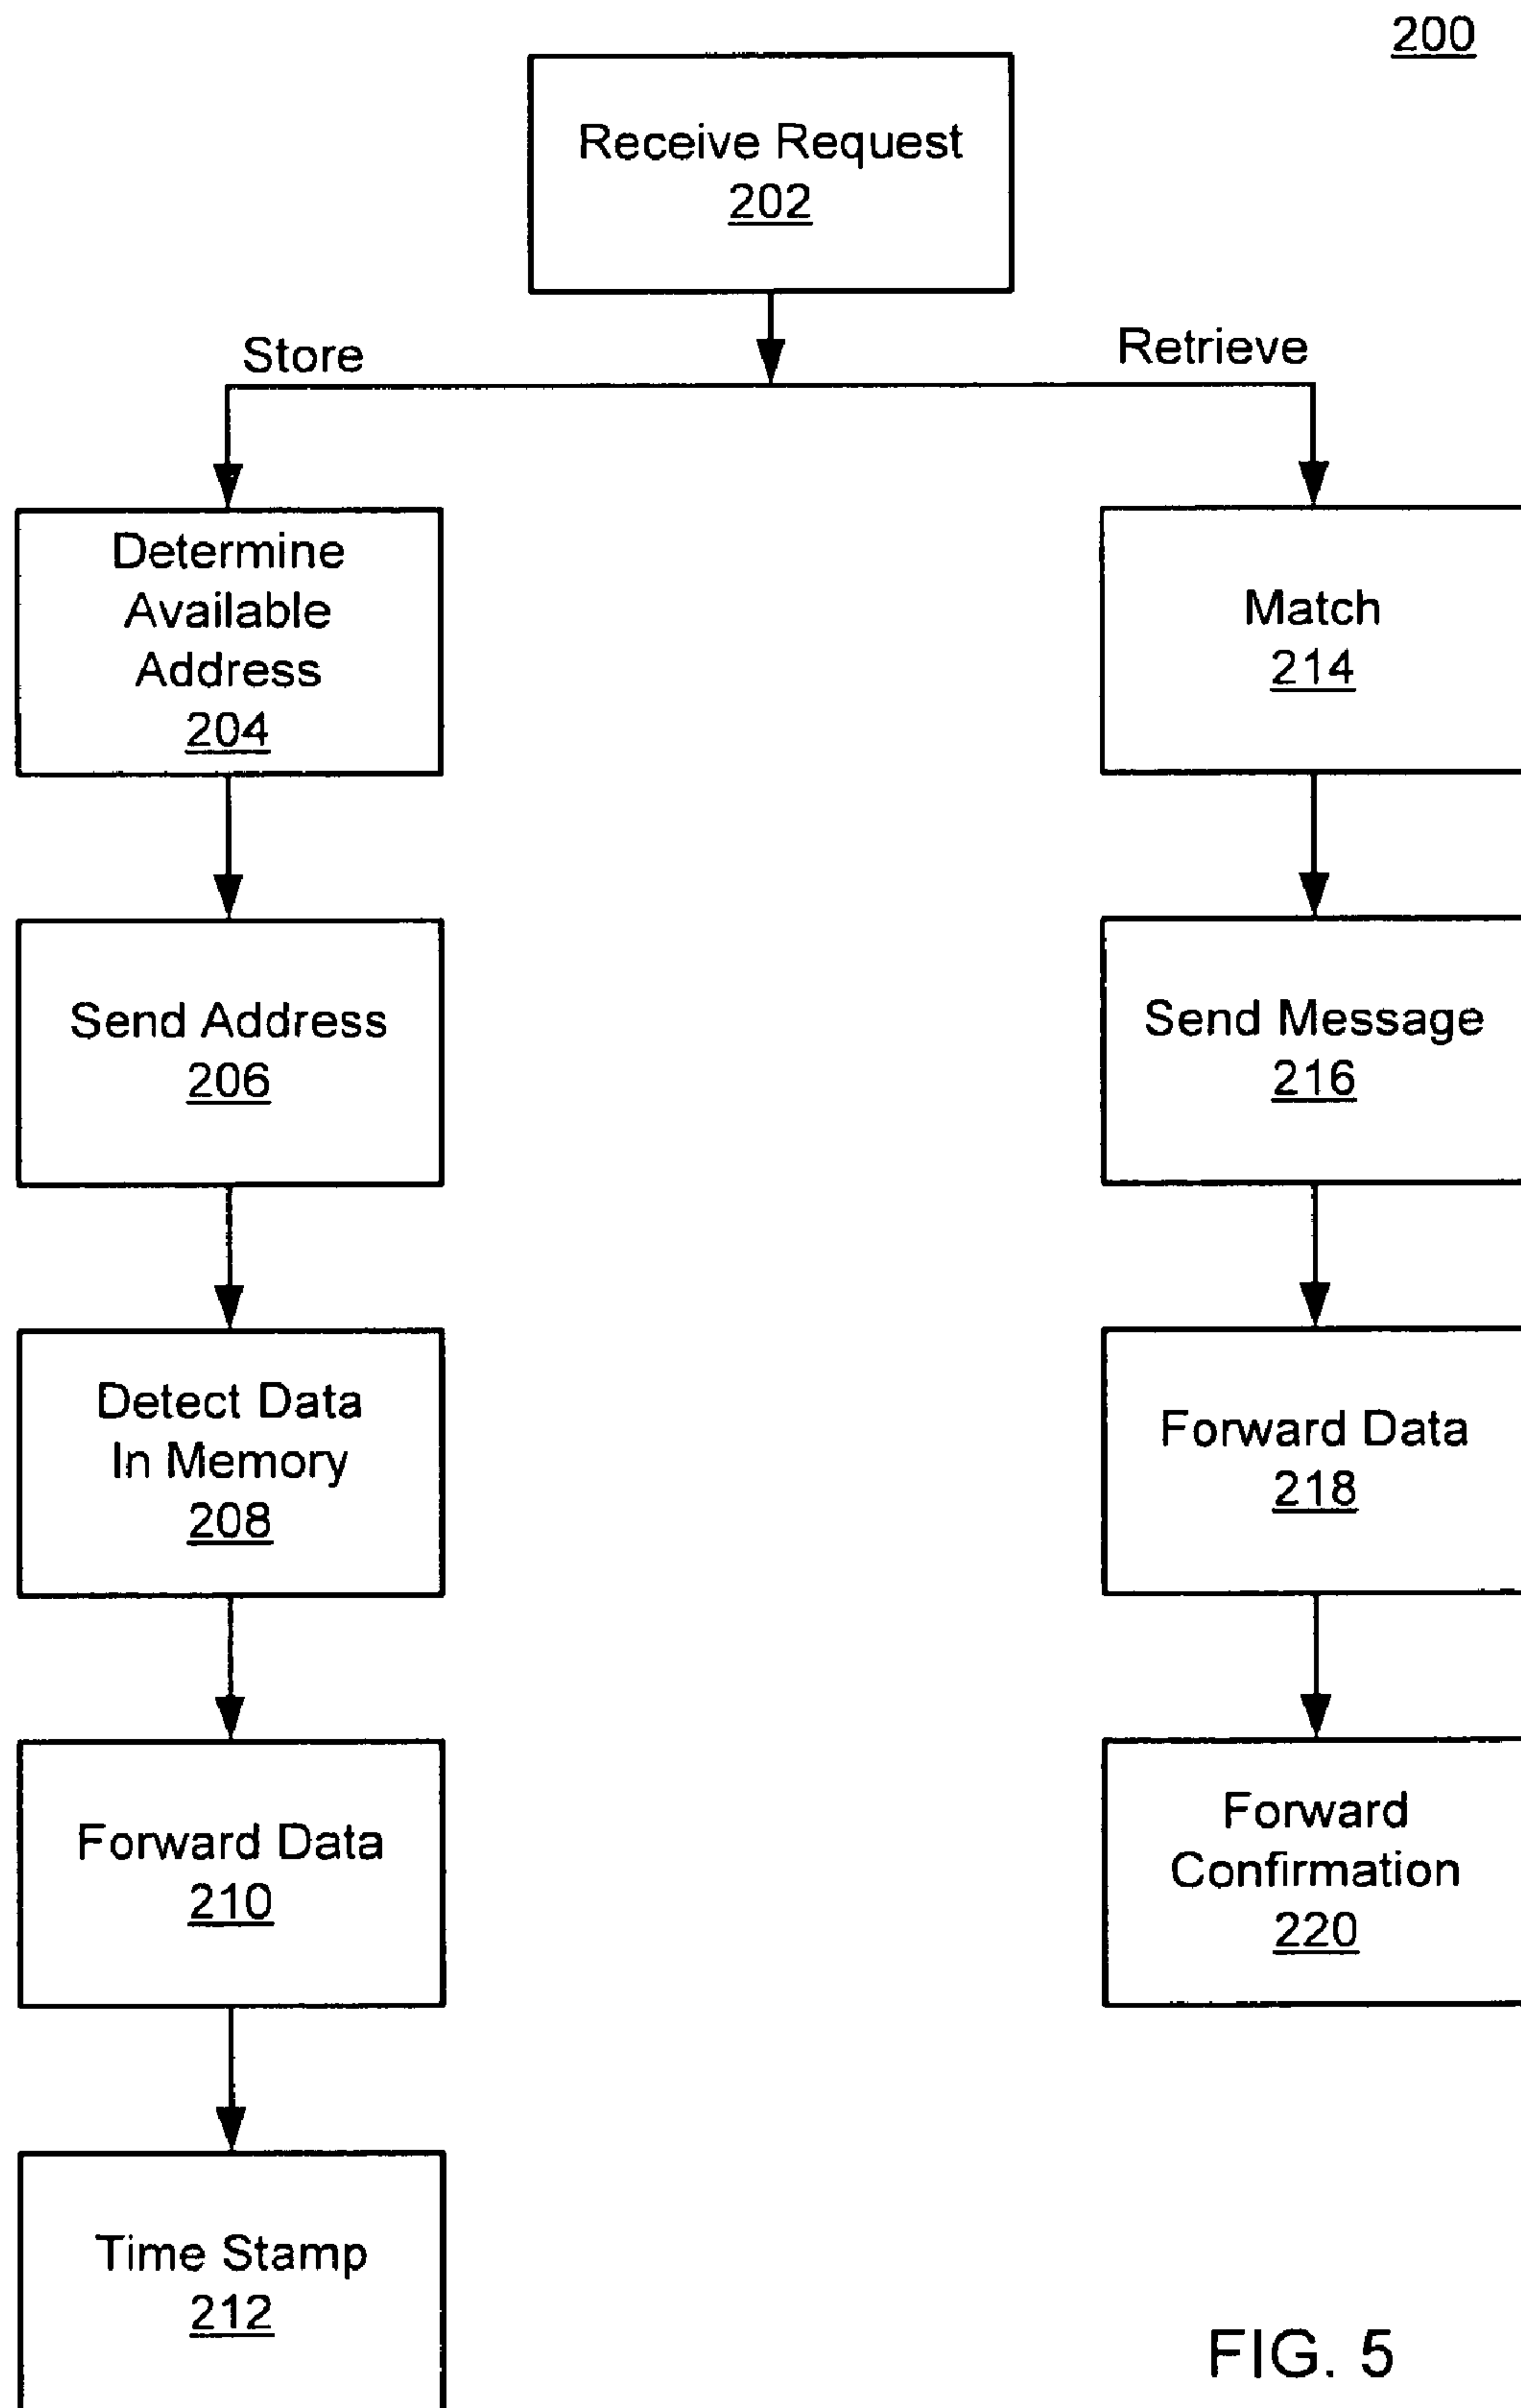 200
Receive Request
202
Store
Retrieve
Determine
Available
Address
204
Send Address
206
Detect Data
In Memory
208
Forward Data
210
Time Stamp
212
Match
214
Send Message
216
Forward Data
218
Forward
Confirmation
220
FIG. 5